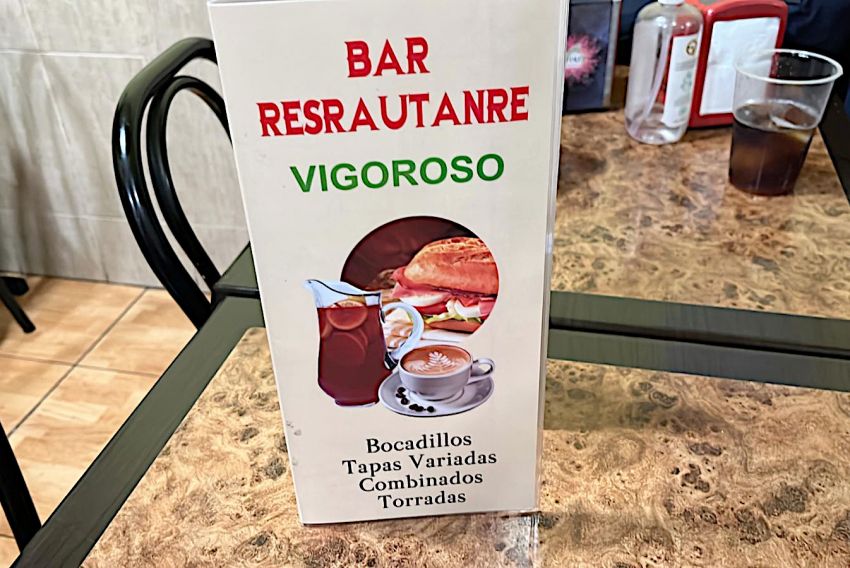 BAR
RESRAUTANRE
VIGOROSO
Bocadillos
Tapas Variadas
Combinados
Torradas